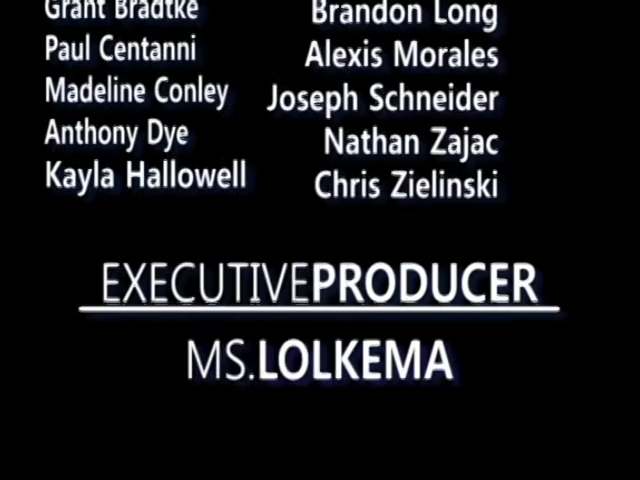 Grant Bradtke
Brandon Long
Paul Centanni
Alexis Morales
Madeline Conley
Joseph Schneider
Anthony Dye
Nathan Zajac
Kayla Hallowell
Chris Zielinski
EXECUTIVEPRODUCER
MS.LOLKEMA